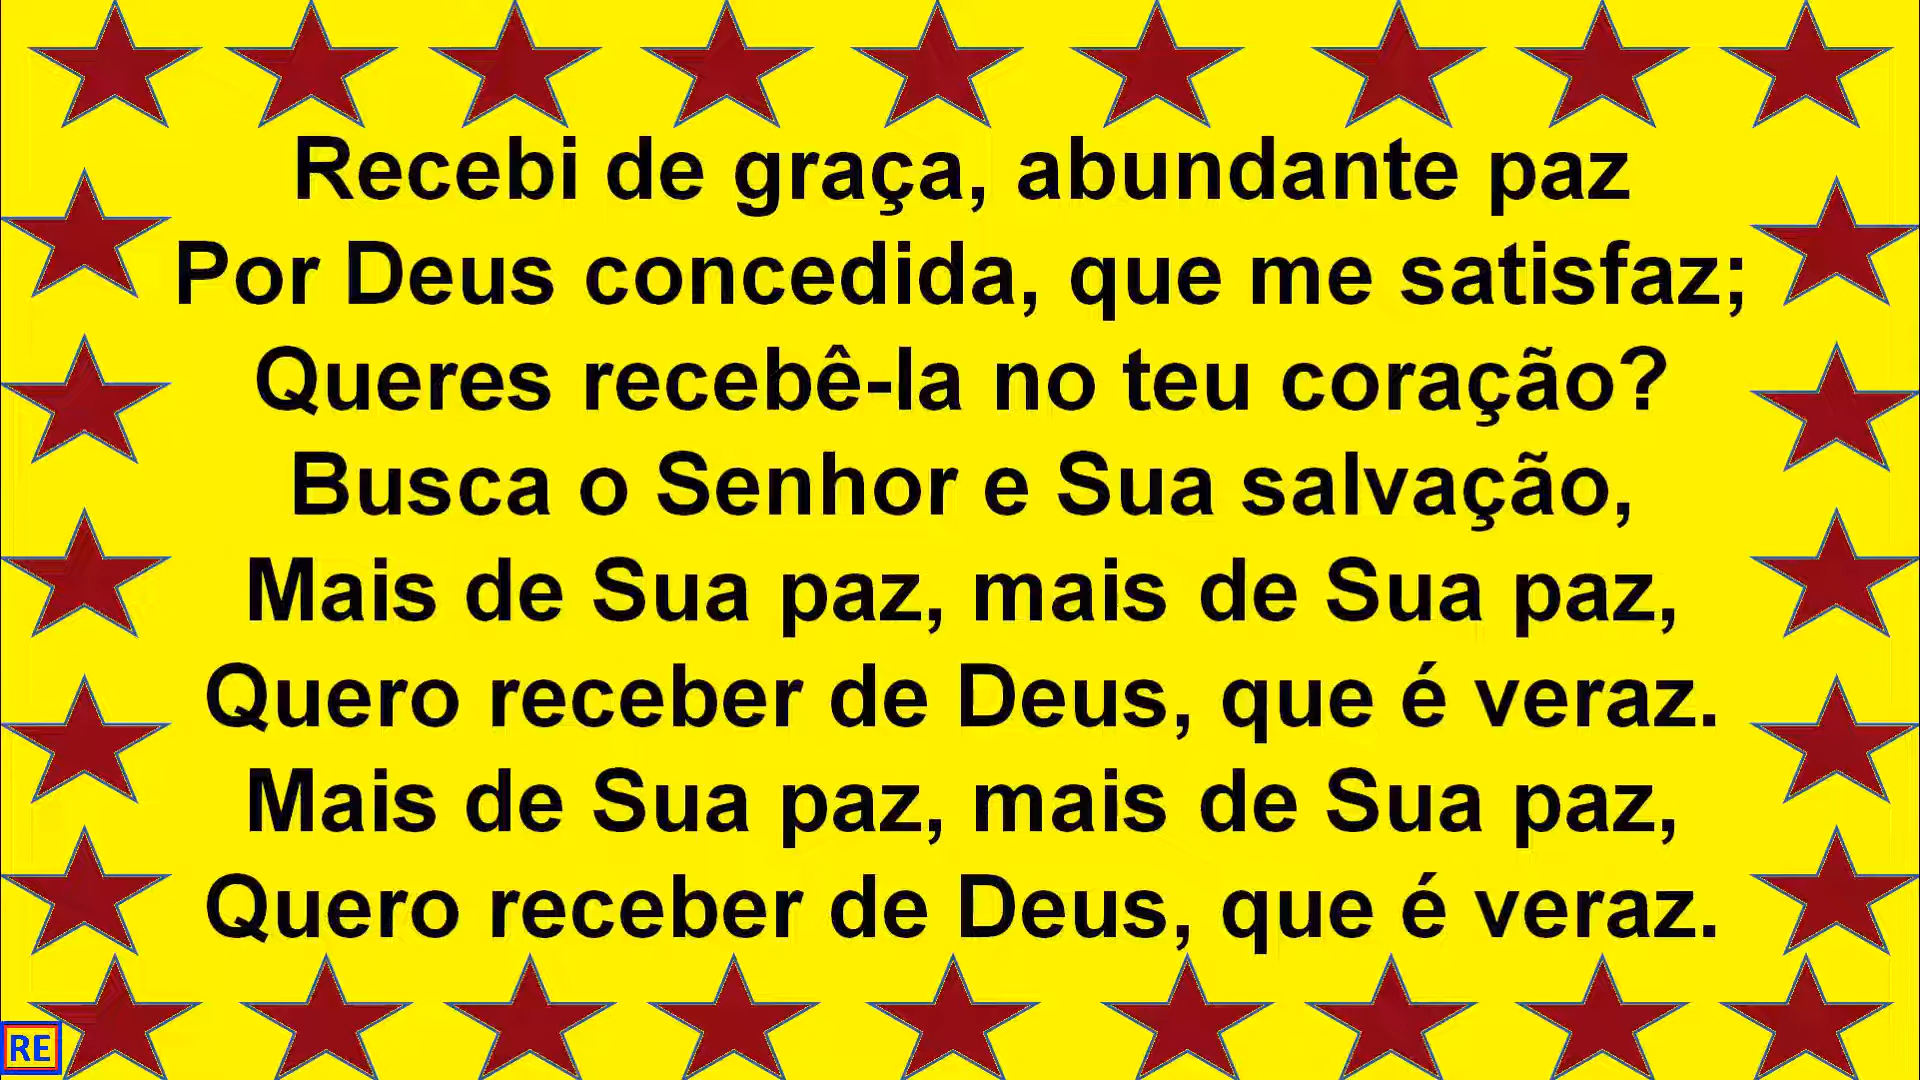 Recebi de graça, abundante paz
Por Deus concedida, que me satisfaz;
Queres recebê-la no teu coração?
Busca o Senhor e Sua salvação,
Mais de Sua paz, mais de Sua paz,
Quero receber de Deus, que é veraz.
Mais de Sua paz, mais de Sua paz,
Quero receber de Deus, que é veraz.
RE